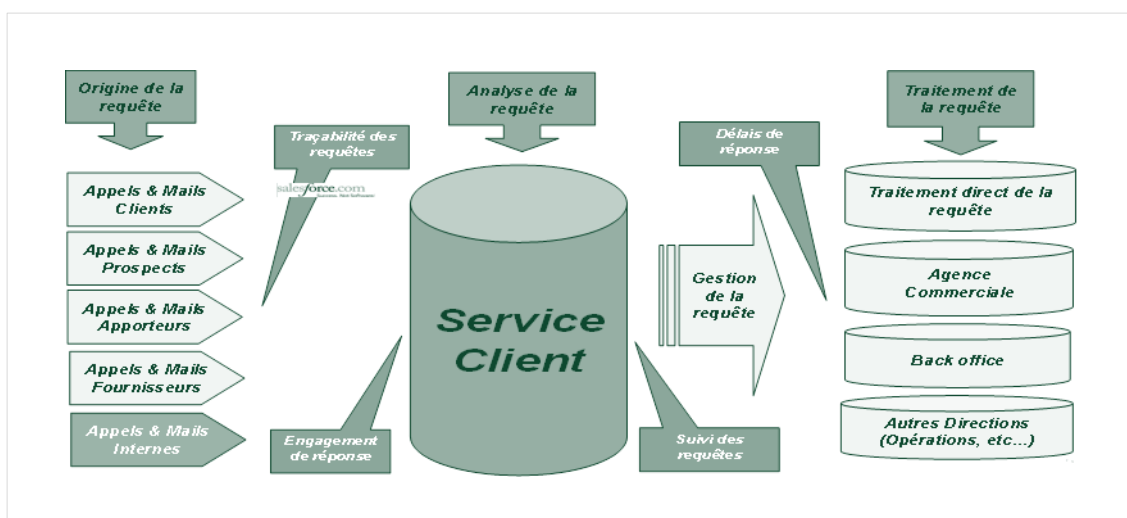 Origine de la
requête
Appels & Mails
Clients
Appels & Mails
Prospects
Appels & Mails
Apporteurs
Appels & Mails
Fournisseurs
Appels & Mails
Internes
Traçabilité des
requêtes
salesforce.com
Engagement
de réponse
Analyse de la
requête
Service
Client
Suivi des
requêtes
Gestion
de la
requête
Délais de
réponse
Traitement de
la requête
Traitement direct de la
requête
Agence
Commerciale
Back office
Autres Directions
(Opérations, etc...)